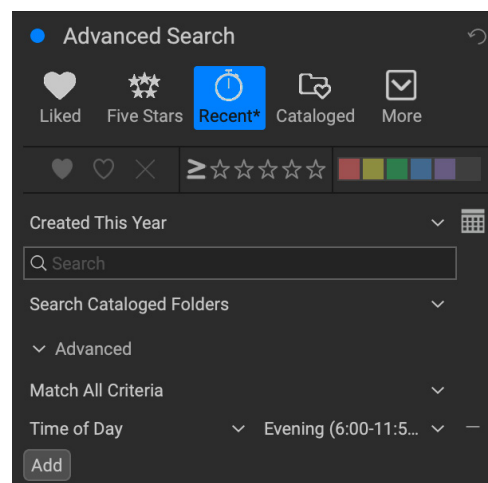 Advanced Search
Liked Five Stars Recent* Cataloged More
Created This Year
Search
Search Cataloged Folders
Advanced
Match All Criteria
Time of Day Evening (6:00-11:5...
Add